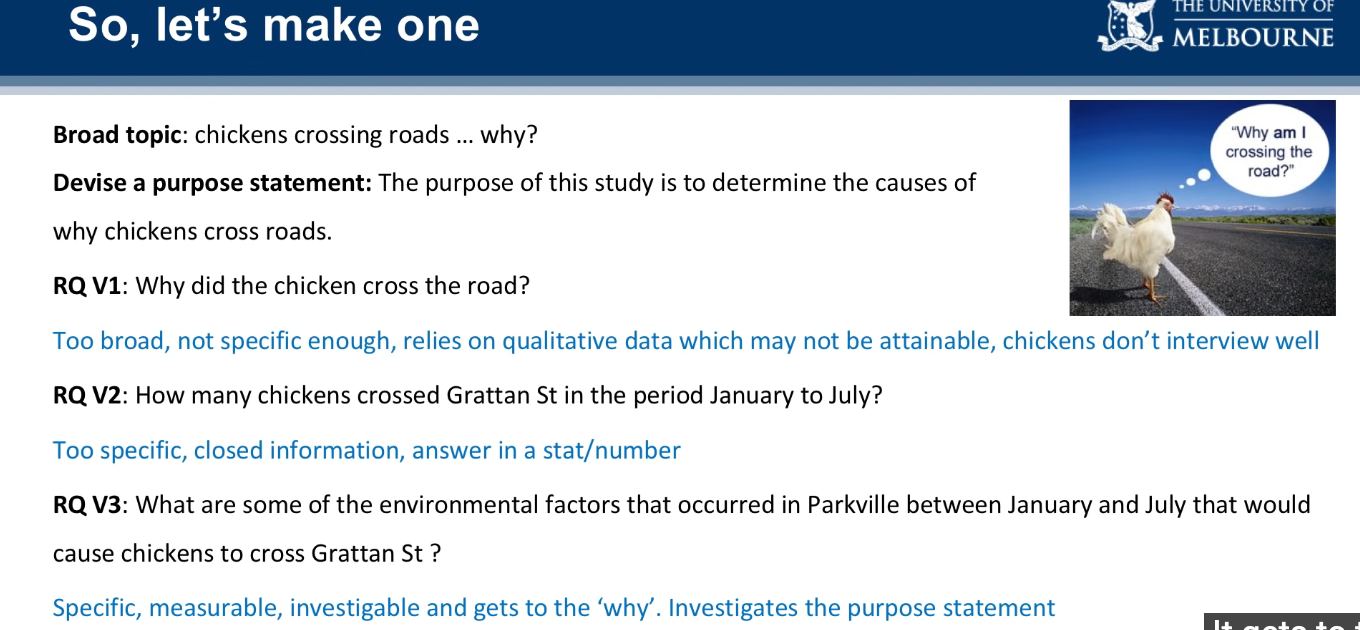 So, let's make one
THE UNIVERSITY OF
MELBOURNE
Broad topic: chickens crossing roads ... why?
"Why am I
crossing the
road?"
Devise a purpose statement: The purpose of this study is to determine the causes of
why chickens cross roads.
RQ V1: Why did the chicken cross the road?
Too broad, not specific enough, relies on qualitative data which may not be attainable, chickens don't interview well
RQ V2: How many chickens crossed Grattan St in the period January to July?
Too specific, closed information, answer in a stat/number
RQ V3: What are some of the environmental factors that occurred in Parkville between January and July that would
cause chickens to cross Grattan St ?
Specific, measurable, investigable and gets to the 'why'. Investigates the purpose statement
It gets to